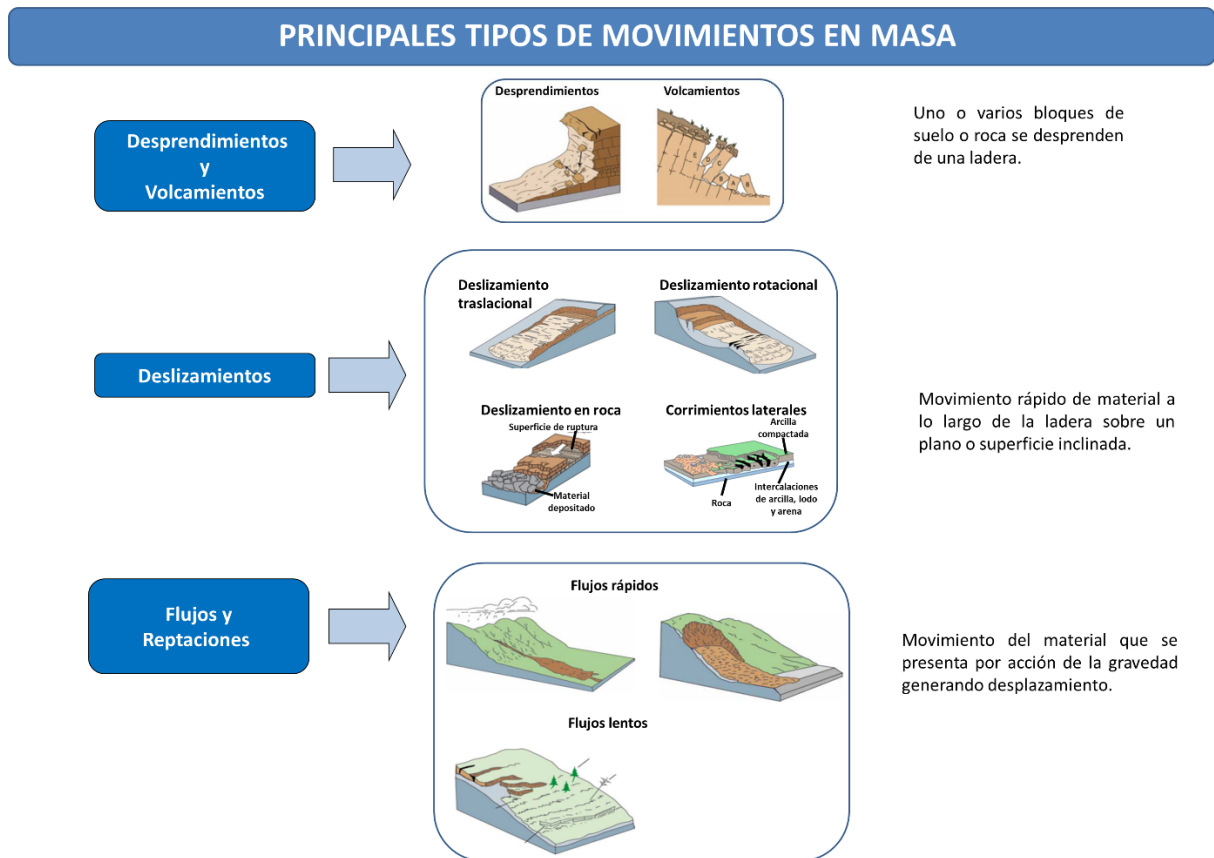 PRINCIPALES TIPOS DE MOVIMIENTOS EN MASA
Desprendimientos
y
Volcamientos
Desprendimientos
Volcamientos
Uno o varios bloques de
suelo o roca se desprenden
de una ladera.
Deslizamientos
Deslizamiento
traslacional
Deslizamiento rotacional
Deslizamiento en roca
Superficie de ruptura
Material
depositado
Corrimientos laterales
Arcilla
compactada
Roca
Intercalaciones
de arcilla, lodo
y arena
Movimiento rápido de material a
lo largo de la ladera sobre un
plano o superficie inclinada.
Flujos y
Reptaciones
Flujos rápidos
Flujos lentos
Movimiento del material que se
presenta por acción de la gravedad
generando desplazamiento.